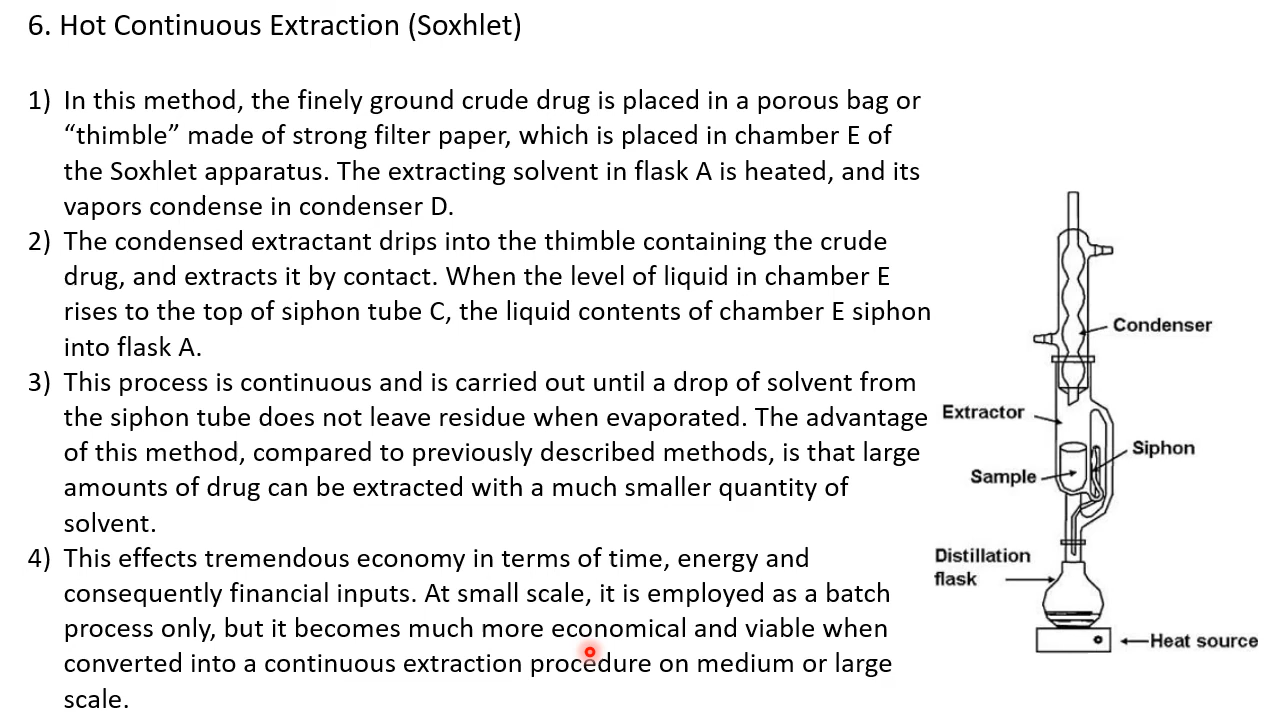 6. Hot Continuous Extraction (Soxhlet)
1) In this method, the finely ground crude drug is placed in a porous bag or
“thimble” made of strong filter paper, which is placed in chamber E of
the Soxhlet apparatus. The extracting solvent in flask A is heated, and its
vapors condense in condenser D.
2) The condensed extractant drips into the thimble containing the crude
drug, and extracts it by contact. When the level of liquid in chamber E
rises to the top of siphon tube C, the liquid contents of chamber E siphon
into flask A.
3) This process is continuous and is carried out until a drop of solvent from
the siphon tube does not leave residue when evaporated. The advantage
of this method, compared to previously described methods, is that large
amounts of drug can be extracted with a much smaller quantity of
solvent.
4) This effects tremendous economy in terms of time, energy and
consequently financial inputs. At small scale, it is employed as a batch
process only, but it becomes much more economical and viable when
converted into a continuous extraction procedure on medium or large
scale.
Condenser
Extractor
Siphon
Sample
Distillation
flask
Heat source